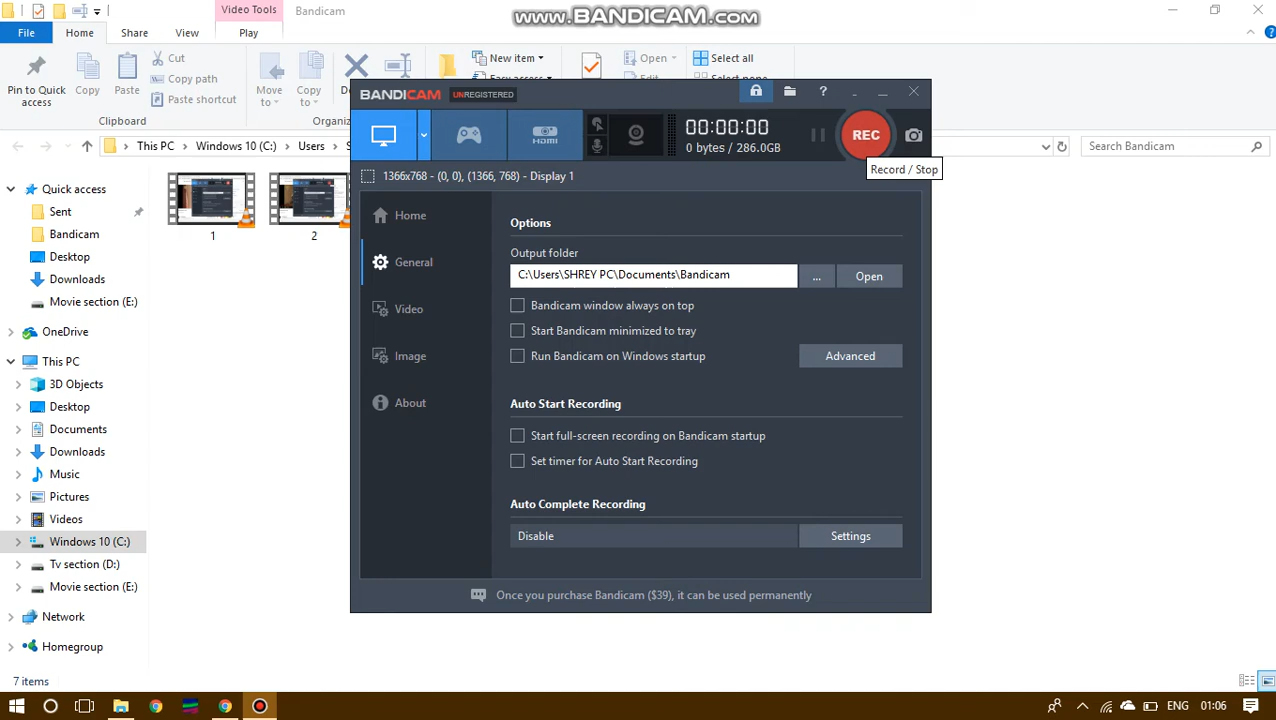 Video Tools
Bandicam
www.BANDICAM.com
File
Home
Share
View
Play
Pin to Quick access
Copy
Paste
Cut
Copy path
Paste shortcut
Move to
Copy to
New item
Easy access
Open
Edit
Select all
Select none
Clipboard
Organiz
This PC
Windows 10 (C:)
Users
S
Search Bandicam
BANDICAM
UNREGISTERED
HDMI
00:00:00
0 bytes / 286.0GB
REC
Record / Stop
1366x768 - (0, 0), (1366, 768) - Display 1
Home
General
Video
Image
About
Options
Output folder
C:\Users\SHREY PC\Documents\Bandicam
...
Open
Bandicam window always on top
Start Bandicam minimized to tray
Run Bandicam on Windows startup
Advanced
Auto Start Recording
Start full-screen recording on Bandicam startup
Set timer for Auto Start Recording
Auto Complete Recording
Disable
Settings
Once you purchase Bandicam ($39), it can be used permanently
Quick access
Sent
Bandicam
Desktop
Downloads
Movie section (E:)
OneDrive
This PC
3D Objects
Desktop
Documents
Downloads
Music
Pictures
Videos
Windows 10 (C:)
Tv section (D:)
Movie section (E:)
Network
Homegroup
1
2
7 items
ENG
01:06